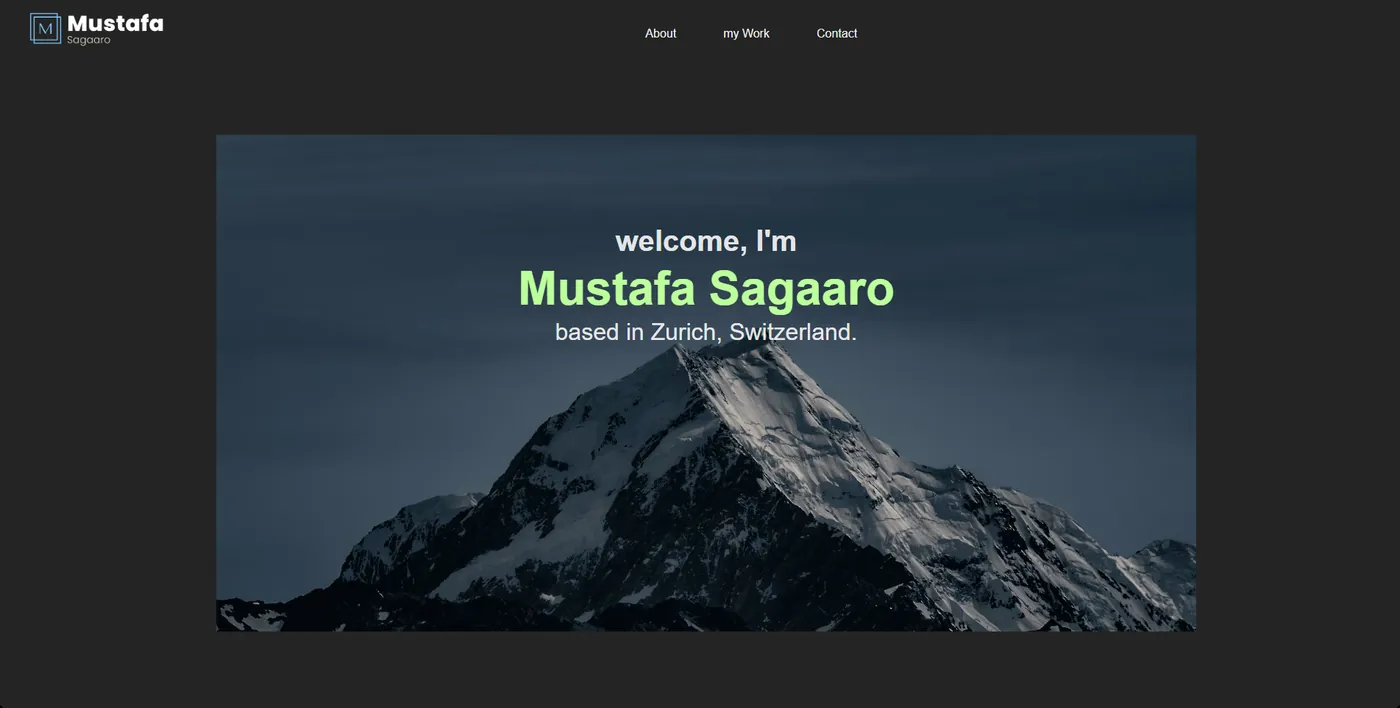 M
Mustafa
Sagaaro
About my Work Contact
welcome, I'm
Mustafa Sagaaro
based in Zurich, Switzerland.